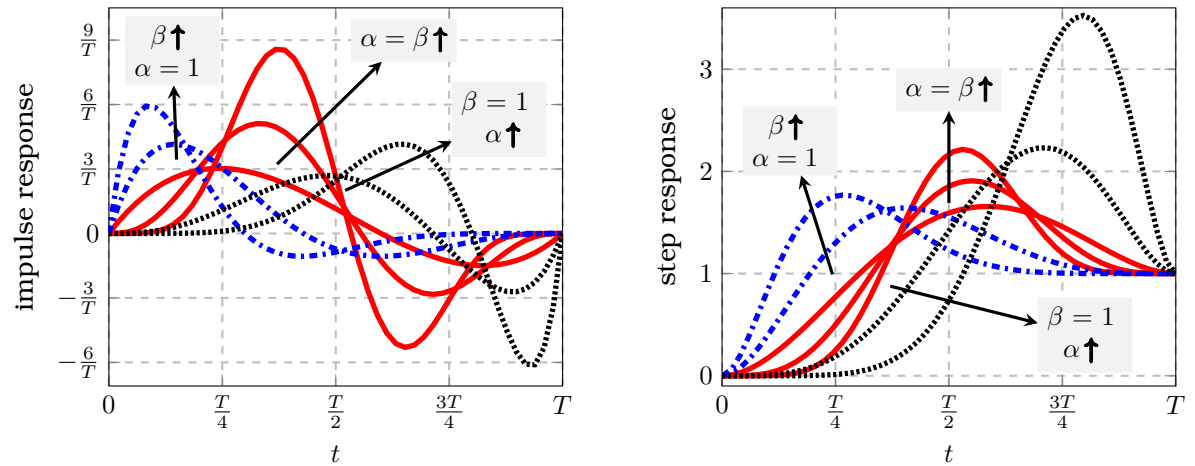 impulse response
9/T
6/T
3/T
0
−3/T
−6/T
β↑
α = 1
α = β↑
β = 1
α↑
0
T/4
T/2
3T/4
T
t
step response
3
2
1
0
β↑
α = 1
α = β↑
β = 1
α↑
0
T/4
T/2
3T/4
T
t